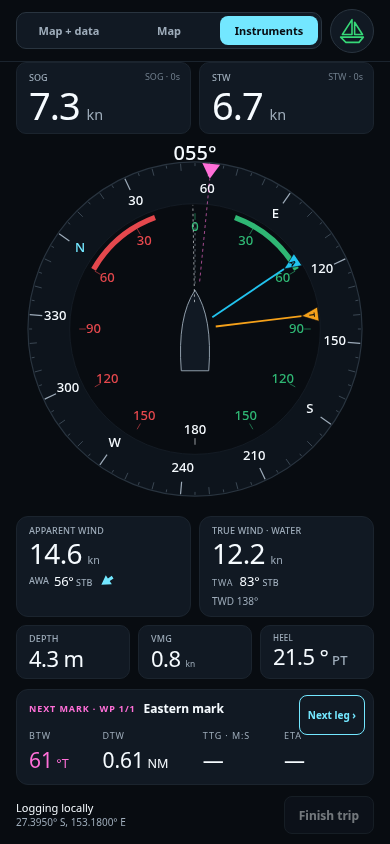 Map + data Map Instruments
SOG SOG · 0s
7.3 kn
STW STW · 0s
6.7 kn
055°
60
30
E
0
30
30
N
60
60
120
A
T
330
90
90
150
300
120
120
150
150
S
W
180
210
240
APPARENT WIND
14.6 kn
AWA 56° STB
TRUE WIND · WATER
12.2 kn
TWA 83° STB
TWD 138°
DEPTH
4.3 m
VMG
0.8 kn
HEEL
21.5 ° PT
NEXT MARK · WP 1/1 Eastern mark
Next leg ›
BTW DTW TTG · M:S ETA
61 °T 0.61 NM — —
Logging locally
27.3950° S, 153.1800° E
Finish trip